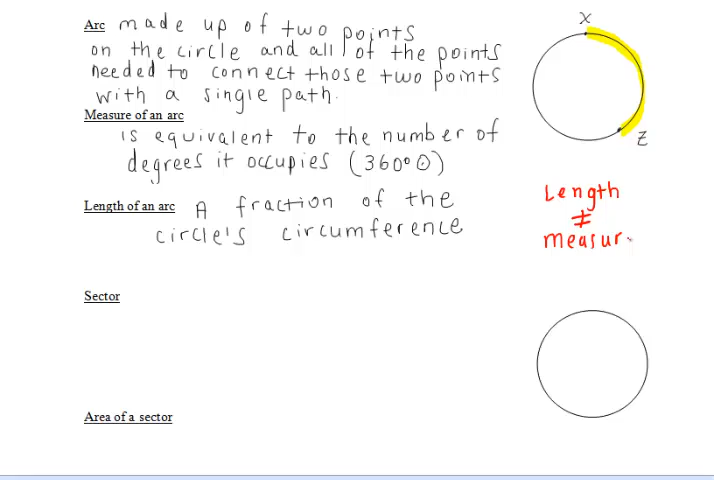 Arc made up of two points
on the circle and all of the points
needed to connect those two points
with a single path.
Measure of an arc
is equivalent to the number of
degrees it occupies (360° ⊙)
Length of an arc A fraction of the
circle's circumference
X
Z
Length
≠
measur
Sector
Area of a sector